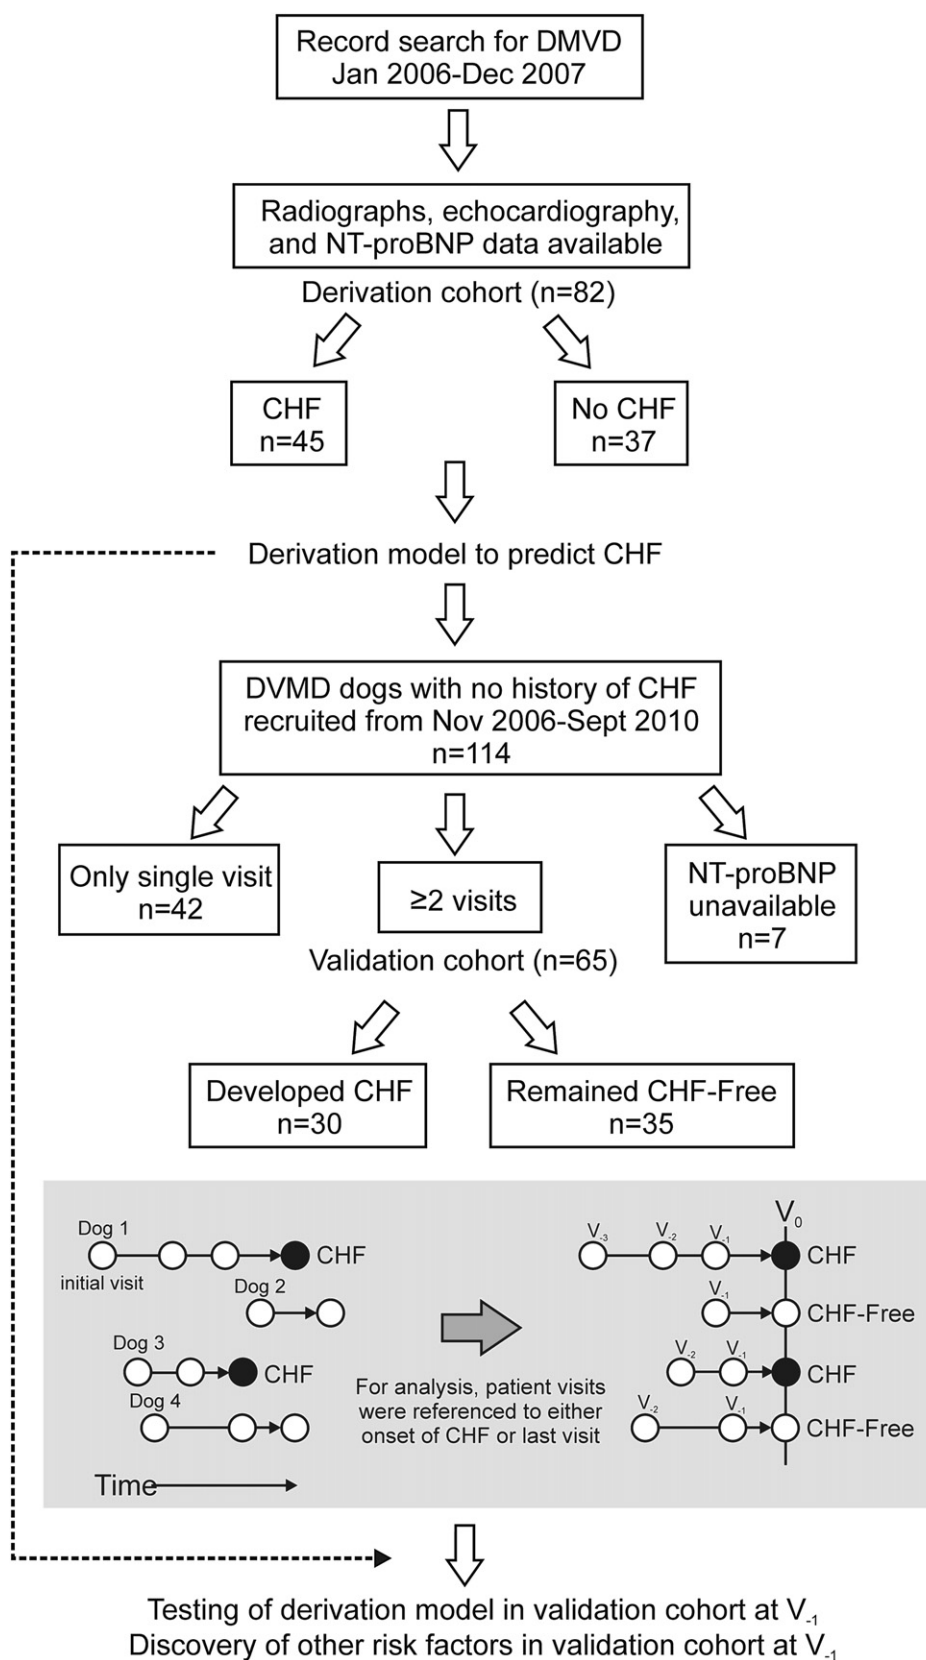 Record search for DMVD
Jan 2006-Dec 2007
Radiographs, echocardiography,
and NT-proBNP data available
Derivation cohort (n=82)
CHF
n=45
No CHF
n=37
Derivation model to predict CHF
DVMD dogs with no history of CHF
recruited from Nov 2006-Sept 2010
n=114
Only single visit
n=42
≥2 visits
NT-proBNP
unavailable
n=7
Validation cohort (n=65)
Developed CHF
n=30
Remained CHF-Free
n=35
Dog 1
CHF
initial visit
Dog 2
Dog 3
CHF
Dog 4
Time
For analysis, patient visits
were referenced to either
onset of CHF or last visit
V₀
V₋₃ V₋₂ V₋₁
CHF
V₋₁
CHF-Free
V₋₂ V₋₁
CHF
V₋₂ V₋₁
CHF-Free
Testing of derivation model in validation cohort at V₋₁
Discovery of other risk factors in validation cohort at V₋₁